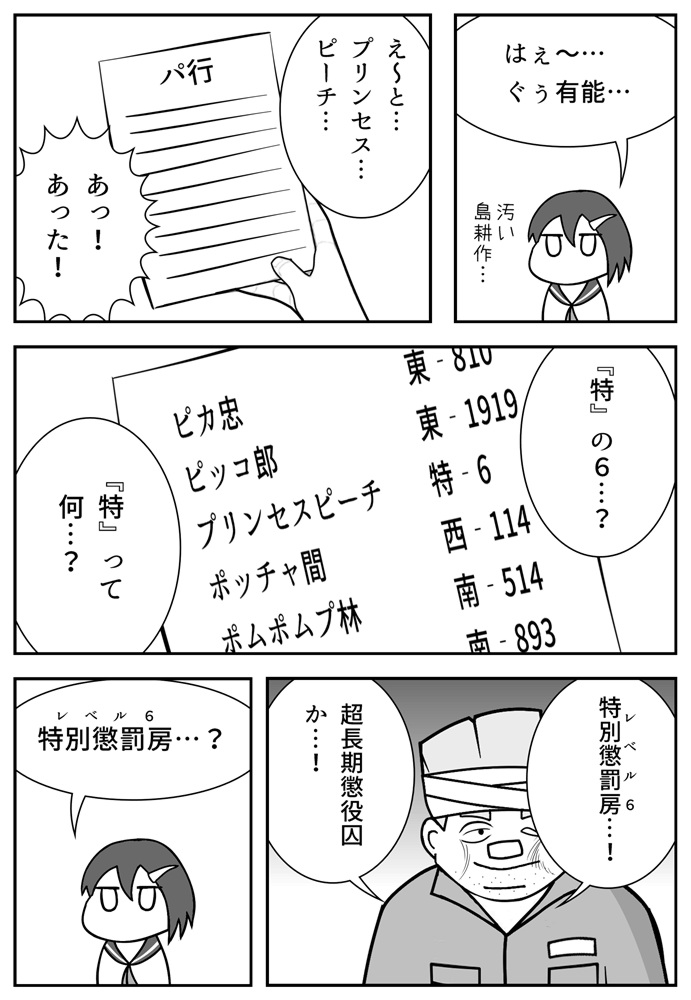 はぇ～…
ぐぅ有能…
汚い
島耕作…
え～と…
プリンセス…
ピーチ…
パ行
あっ！
あった！
『特』の６…？
東‐810
ピカ忠 東‐1919
ピッコ郎 特‐6
プリンセスピーチ 西‐114
ポッチャ間 南‐514
ポムポムプ林 南‐893
『特』って
何…？
特別懲罰房…！
レベル６
超長期懲役囚
か…！
レベル６
特別懲罰房…？